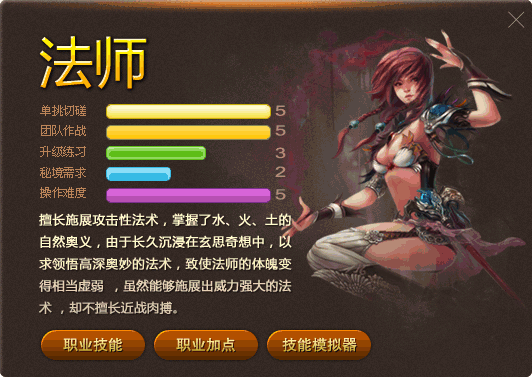 法师
单挑切磋 5
团队作战 5
升级练习 3
秘境需求 2
操作难度 5
擅长施展攻击性法术，掌握了水、火、土的
自然奥义，由于长久沉浸在玄思奇想中，以
求领悟高深奥妙的法术，致使法师的体魄变
得相当虚弱 ，虽然能够施展出威力强大的法
术 ，却不擅长近战肉搏。
职业技能 职业加点 技能模拟器